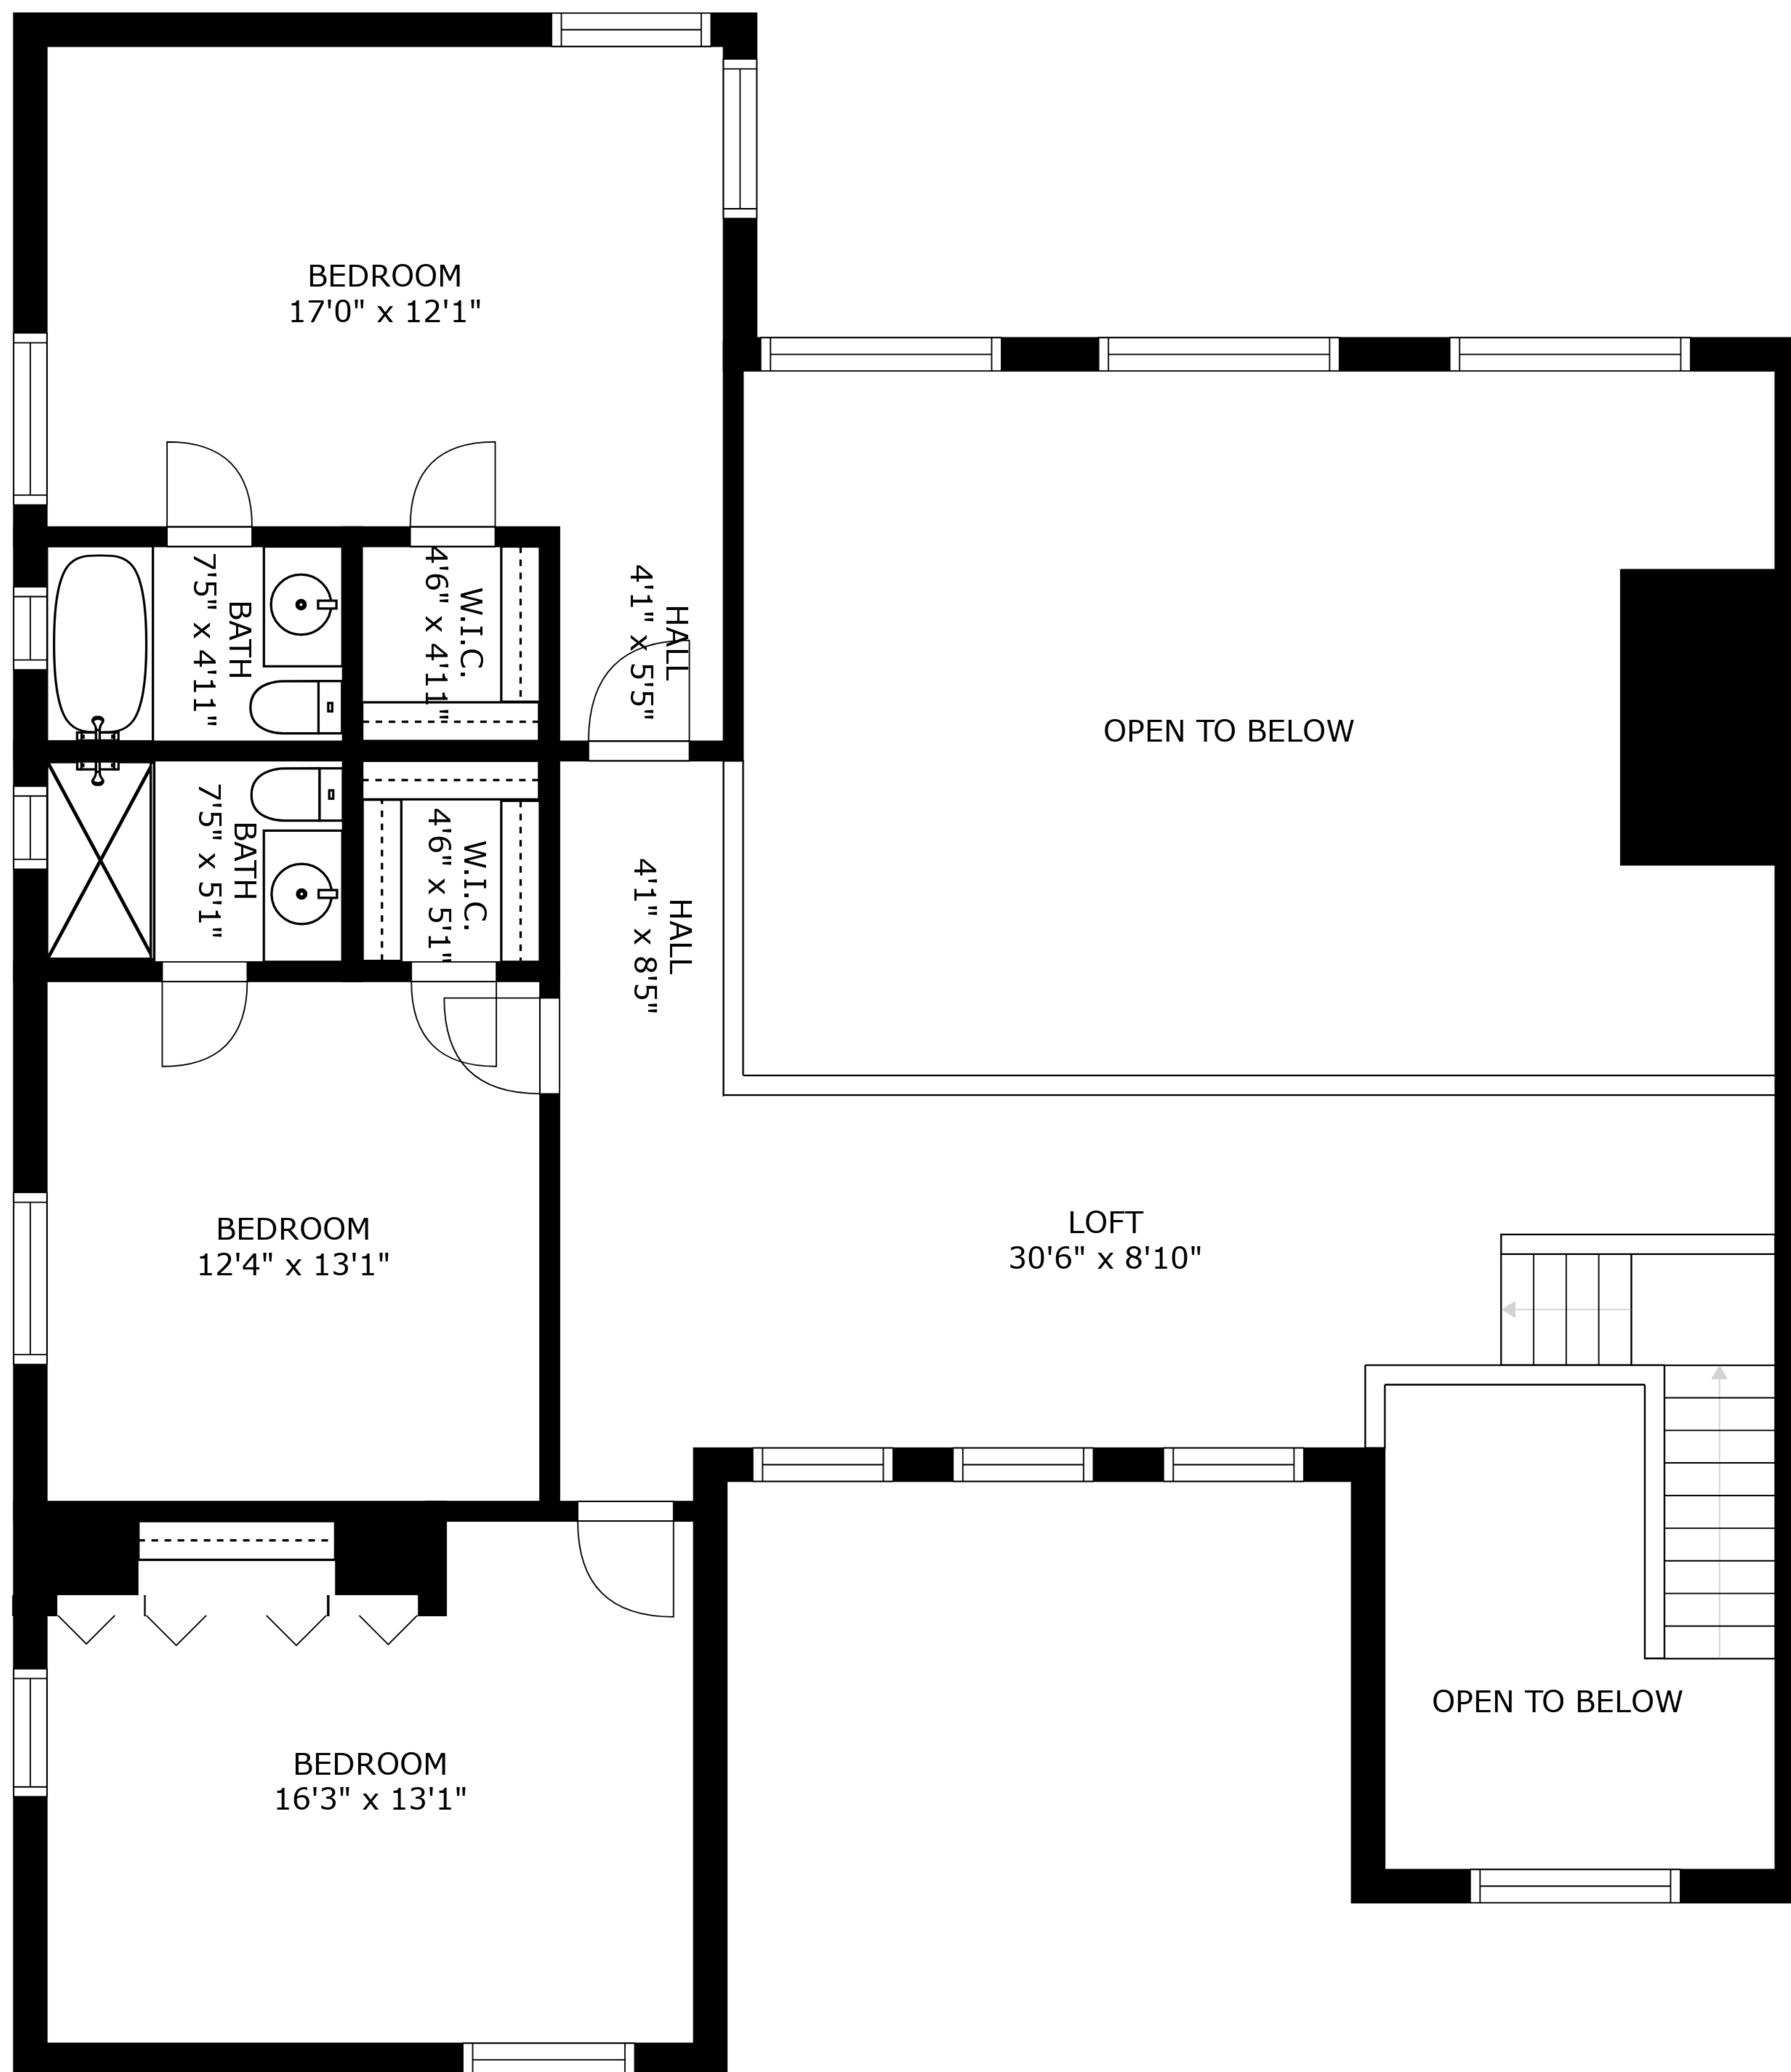 BEDROOM
17'0" x 12'1"
BATH
7'5" x 4'11"
W.I.C.
4'6" x 4'11"
HALL
4'1" x 5'5"
OPEN TO BELOW
BATH
7'5" x 5'1"
W.I.C.
4'6" x 5'1"
HALL
4'1" x 8'5"
BEDROOM
12'4" x 13'1"
LOFT
30'6" x 8'10"
OPEN TO BELOW
BEDROOM
16'3" x 13'1"